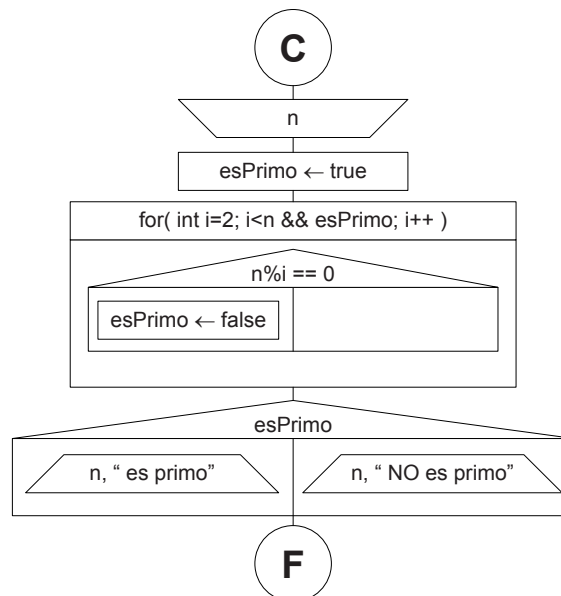 C
n
esPrimo ← true
for( int i=2; i<n && esPrimo; i++ )
n%i == 0
esPrimo ← false
esPrimo
n, “ es primo”
n, “ NO es primo”
F